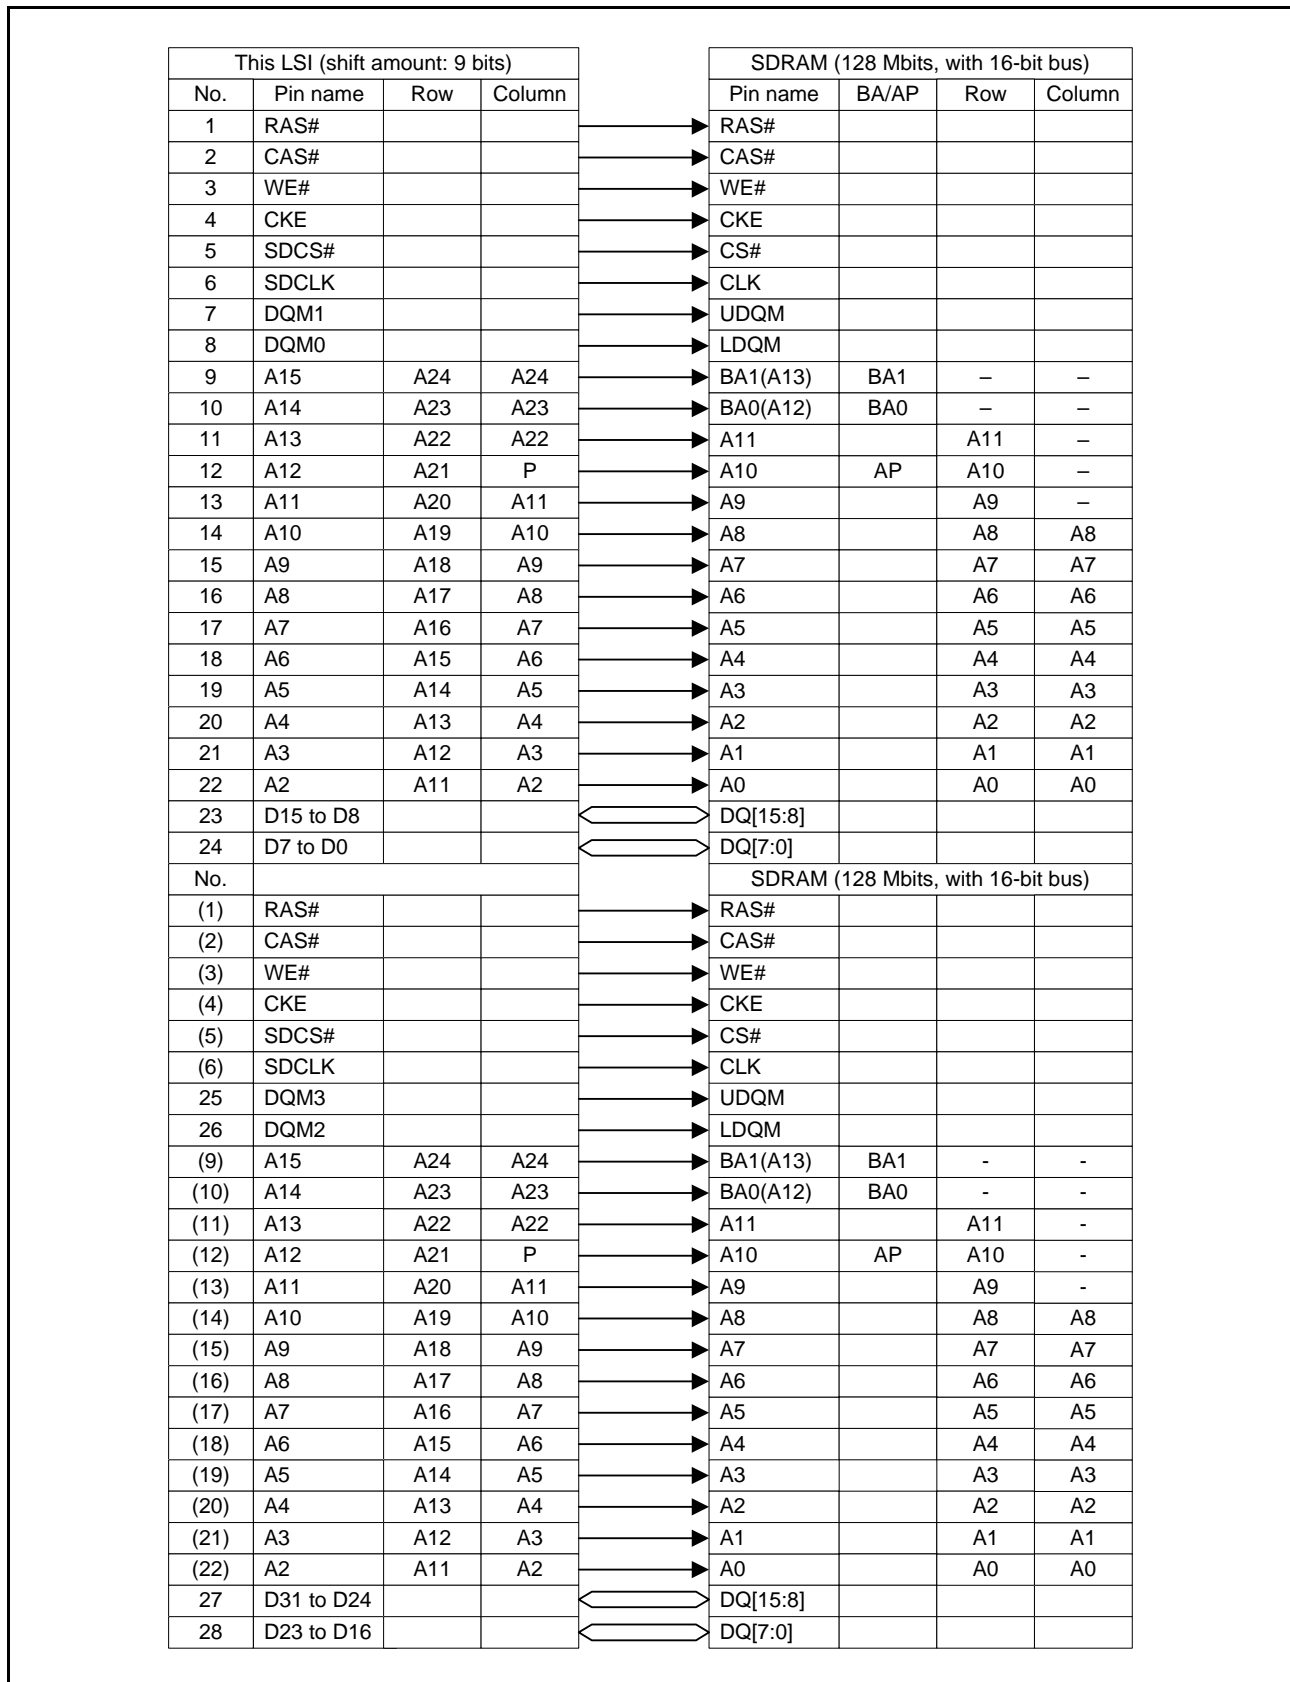 This LSI (shift amount: 9 bits) SDRAM (128 Mbits, with 16-bit bus)
No. Pin name Row Column Pin name BA/AP Row Column
1 RAS# RAS#
2 CAS# CAS#
3 WE# WE#
4 CKE CKE
5 SDCS# CS#
6 SDCLK CLK
7 DQM1 UDQM
8 DQM0 LDQM
9 A15 A24 A24 BA1(A13) BA1 – –
10 A14 A23 A23 BA0(A12) BA0 – –
11 A13 A22 A22 A11 A11 –
12 A12 A21 P A10 AP A10 –
13 A11 A20 A11 A9 A9 –
14 A10 A19 A10 A8 A8 A8
15 A9 A18 A9 A7 A7 A7
16 A8 A17 A8 A6 A6 A6
17 A7 A16 A7 A5 A5 A5
18 A6 A15 A6 A4 A4 A4
19 A5 A14 A5 A3 A3 A3
20 A4 A13 A4 A2 A2 A2
21 A3 A12 A3 A1 A1 A1
22 A2 A11 A2 A0 A0 A0
23 D15 to D8 DQ[15:8]
24 D7 to D0 DQ[7:0]
No. SDRAM (128 Mbits, with 16-bit bus)
(1) RAS# RAS#
(2) CAS# CAS#
(3) WE# WE#
(4) CKE CKE
(5) SDCS# CS#
(6) SDCLK CLK
25 DQM3 UDQM
26 DQM2 LDQM
(9) A15 A24 A24 BA1(A13) BA1 - -
(10) A14 A23 A23 BA0(A12) BA0 - -
(11) A13 A22 A22 A11 A11 -
(12) A12 A21 P A10 AP A10 -
(13) A11 A20 A11 A9 A9 -
(14) A10 A19 A10 A8 A8 A8
(15) A9 A18 A9 A7 A7 A7
(16) A8 A17 A8 A6 A6 A6
(17) A7 A16 A7 A5 A5 A5
(18) A6 A15 A6 A4 A4 A4
(19) A5 A14 A5 A3 A3 A3
(20) A4 A13 A4 A2 A2 A2
(21) A3 A12 A3 A1 A1 A1
(22) A2 A11 A2 A0 A0 A0
27 D31 to D24 DQ[15:8]
28 D23 to D16 DQ[7:0]